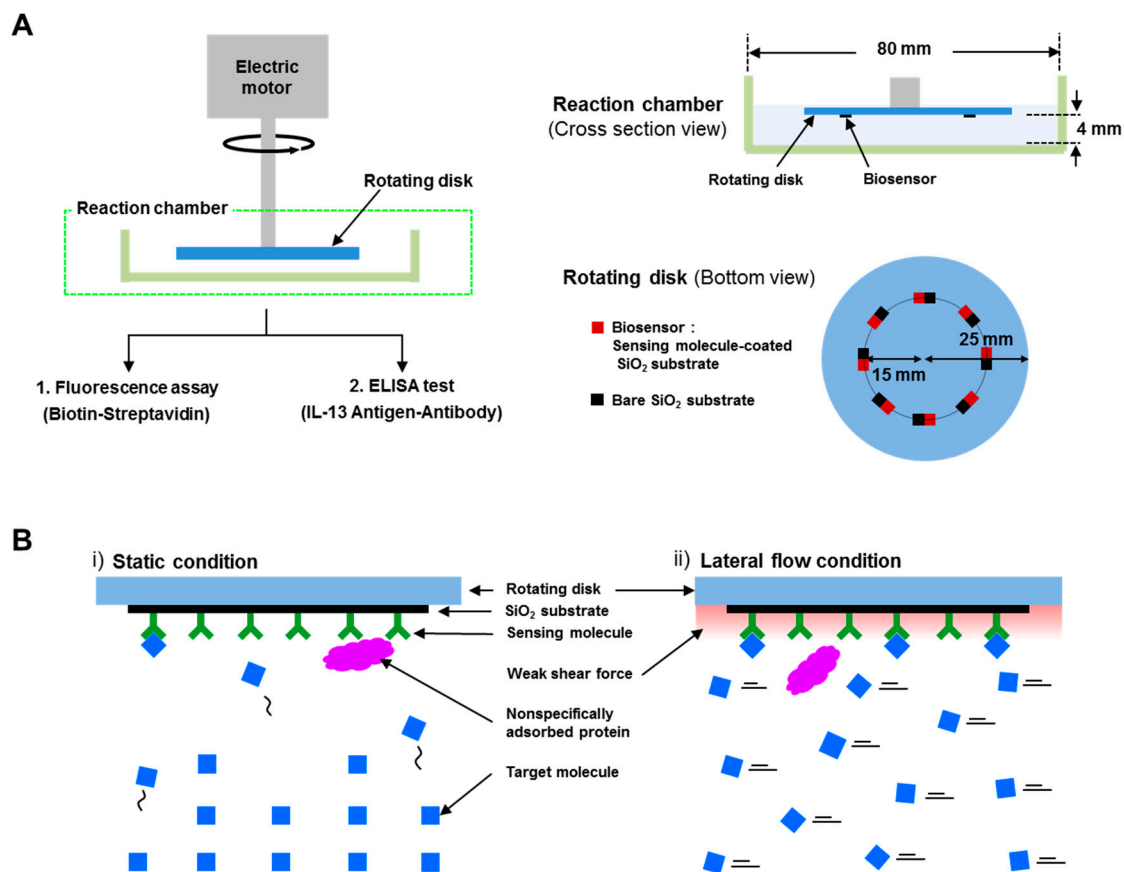 A
Electric
motor
Rotating disk
Reaction chamber
1. Fluorescence assay
(Biotin-Streptavidin)
2. ELISA test
(IL-13 Antigen-Antibody)
80 mm
Reaction chamber
(Cross section view)
4 mm
Rotating disk
Biosensor
Rotating disk (Bottom view)
Biosensor :
Sensing molecule-coated
SiO₂ substrate
Bare SiO₂ substrate
25 mm
15 mm
B
i) Static condition
ii) Lateral flow condition
Rotating disk
SiO₂ substrate
Sensing molecule
Weak shear force
Nonspecifically
adsorbed protein
Target molecule